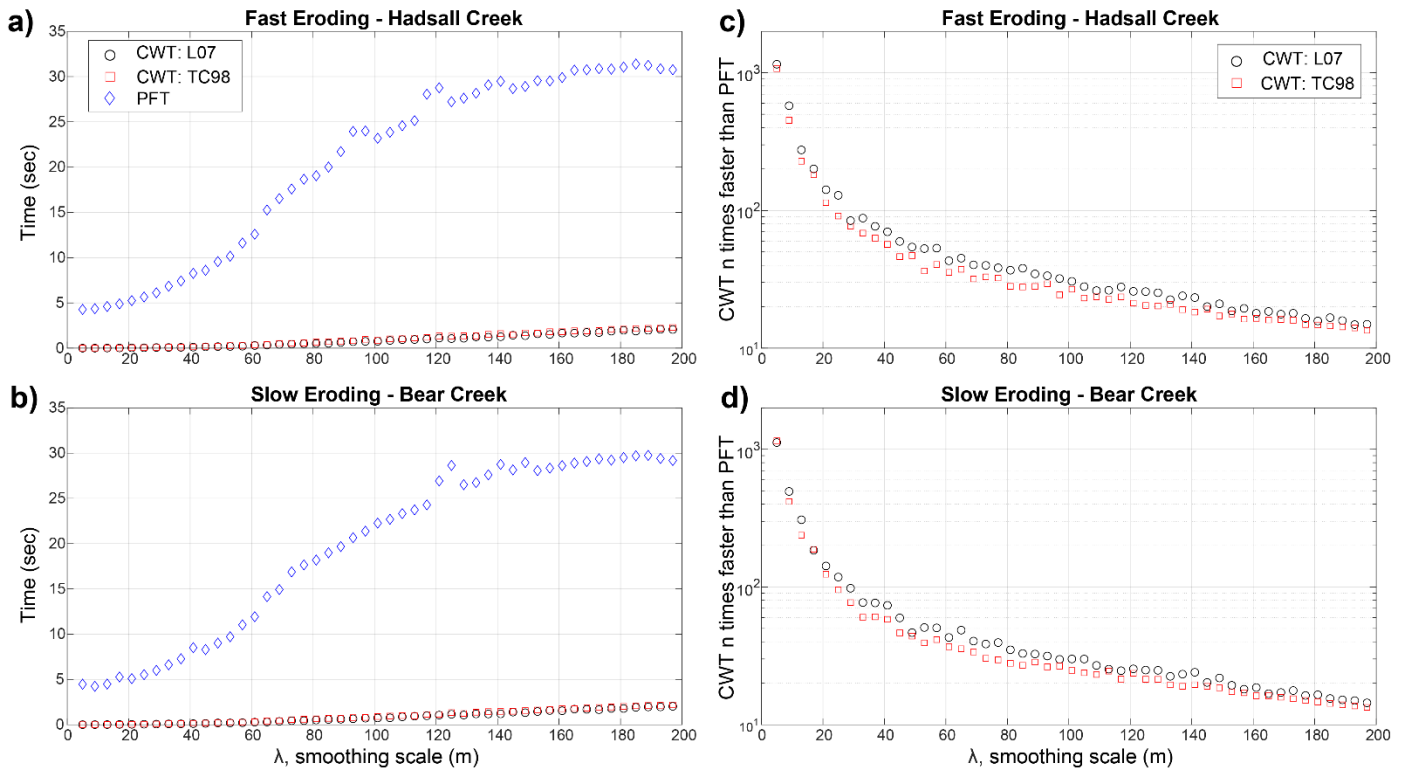 a)
Fast Eroding - Hadsall Creek
CWT: L07
CWT: TC98
PFT
Time (sec)
35
30
25
20
15
10
5
0
0 20 40 60 80 100 120 140 160 180 200
b)
Slow Eroding - Bear Creek
Time (sec)
35
30
25
20
15
10
5
0
0 20 40 60 80 100 120 140 160 180 200
λ, smoothing scale (m)
c)
Fast Eroding - Hadsall Creek
CWT: L07
CWT: TC98
CWT n times faster than PFT
10³
10²
10¹
0 20 40 60 80 100 120 140 160 180 200
d)
Slow Eroding - Bear Creek
CWT n times faster than PFT
10³
10²
10¹
0 20 40 60 80 100 120 140 160 180 200
λ, smoothing scale (m)